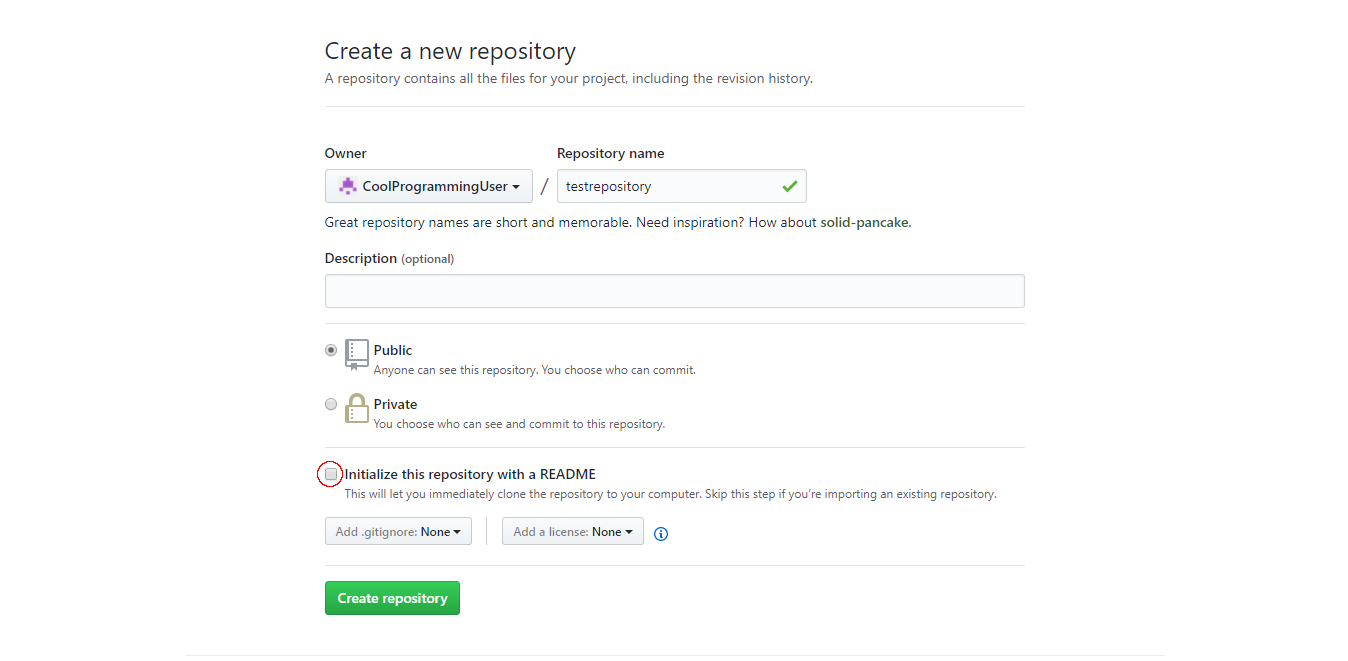 Create a new repository
A repository contains all the files for your project, including the revision history.
Owner
Repository name
CoolProgrammingUser
/
testrepository
Great repository names are short and memorable. Need inspiration? How about solid-pancake.
Description (optional)
Public
Anyone can see this repository. You choose who can commit.
Private
You choose who can see and commit to this repository.
Initialize this repository with a README
This will let you immediately clone the repository to your computer. Skip this step if you’re importing an existing repository.
Add .gitignore: None
Add a license: None
Create repository